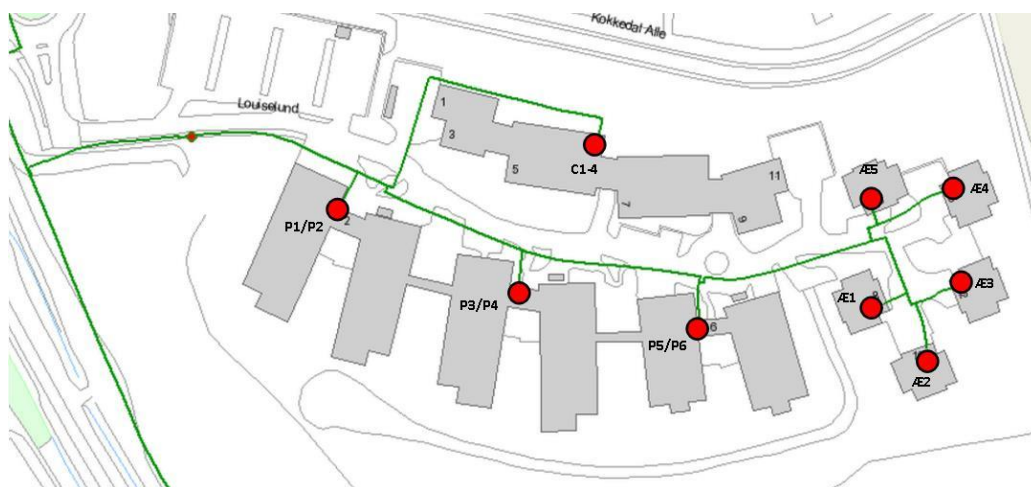 Kokkedal Alle
Louiselund
1
3
C1-4
5
11
7
9
Æ5
Æ4
P1/P2
2
P3/P4
P5/P6
6
Æ1
Æ3
Æ2